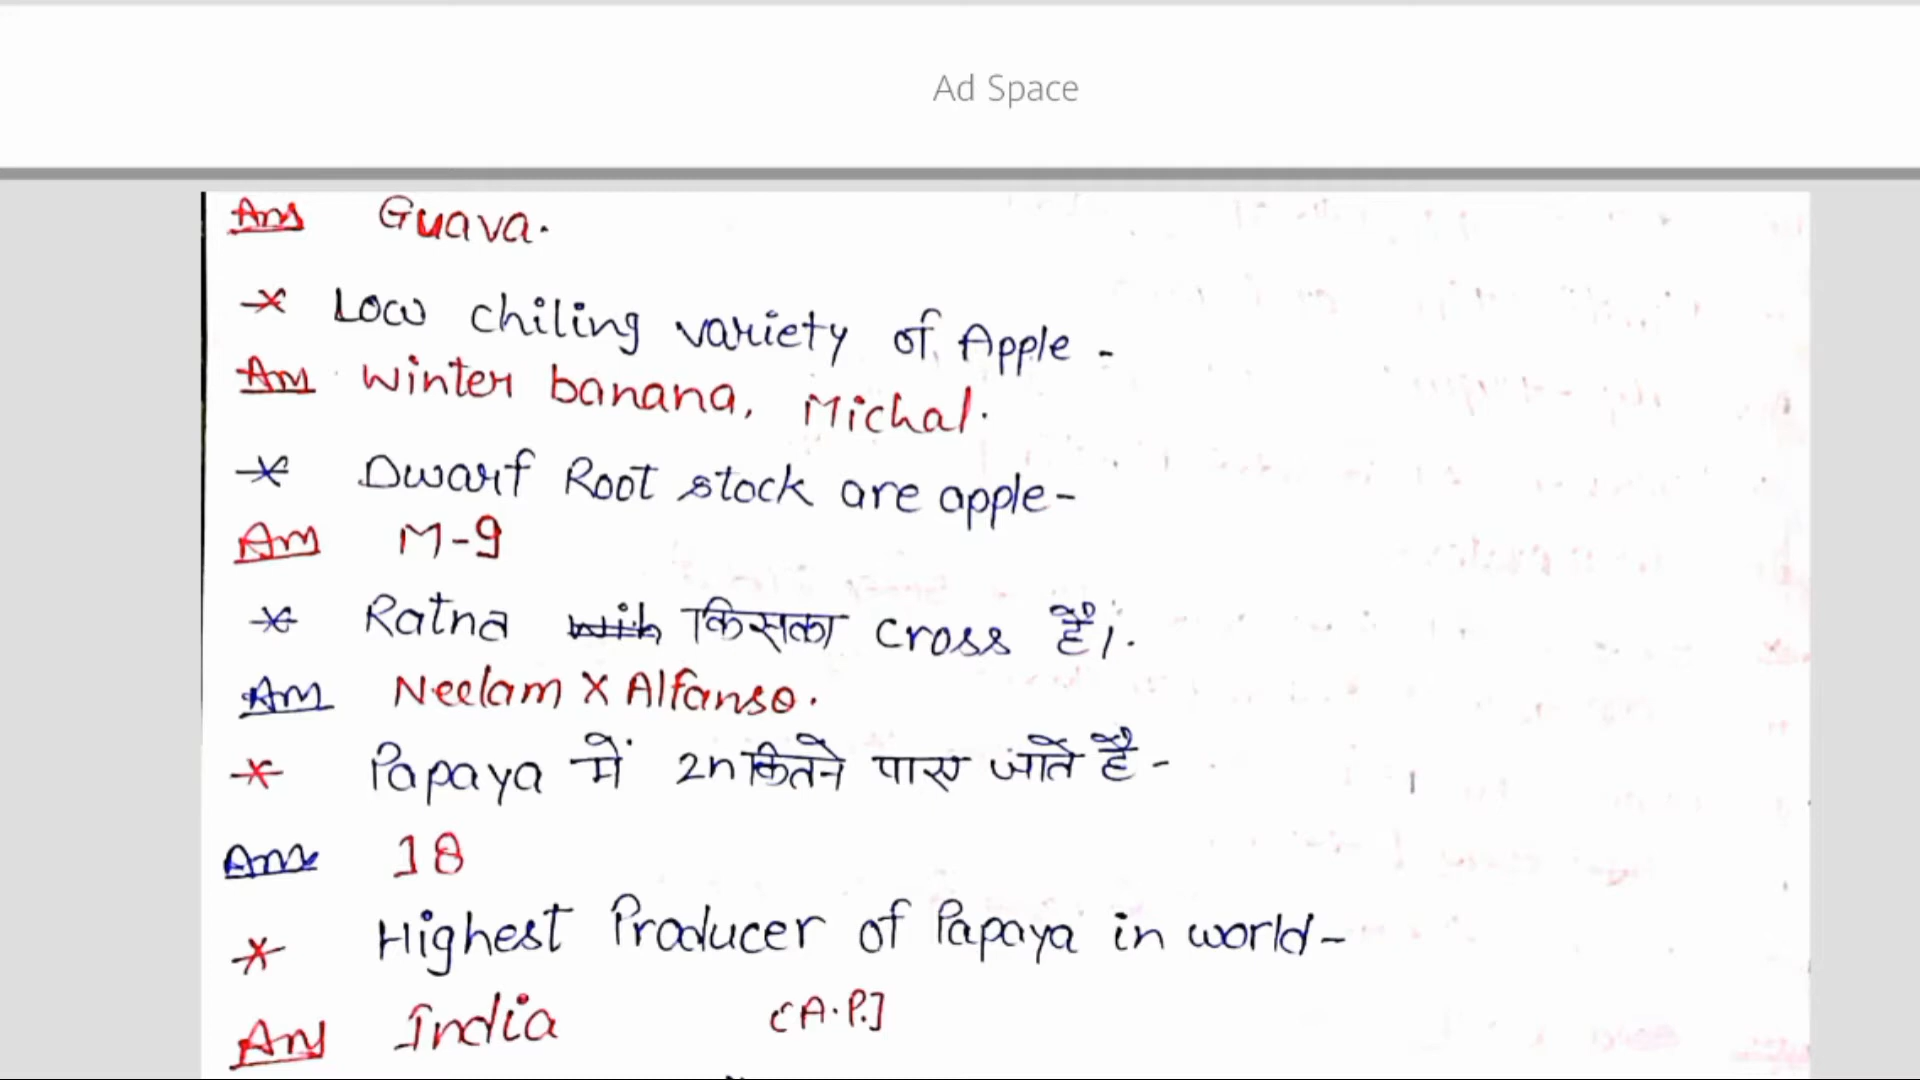 Ad Space
Ans Guava.
* Low chiling variety of Apple -
Ans Winter banana, Michal.
* Dwarf Root stock are apple-
Ans M-9
* Ratna with किसका cross हैं।.
Ans Neelam X Alfanso.
* Papaya में 2n कितने पाए जाते है -
Ans 18
* Highest Producer of Papaya in world-
Ans India [A.P.]